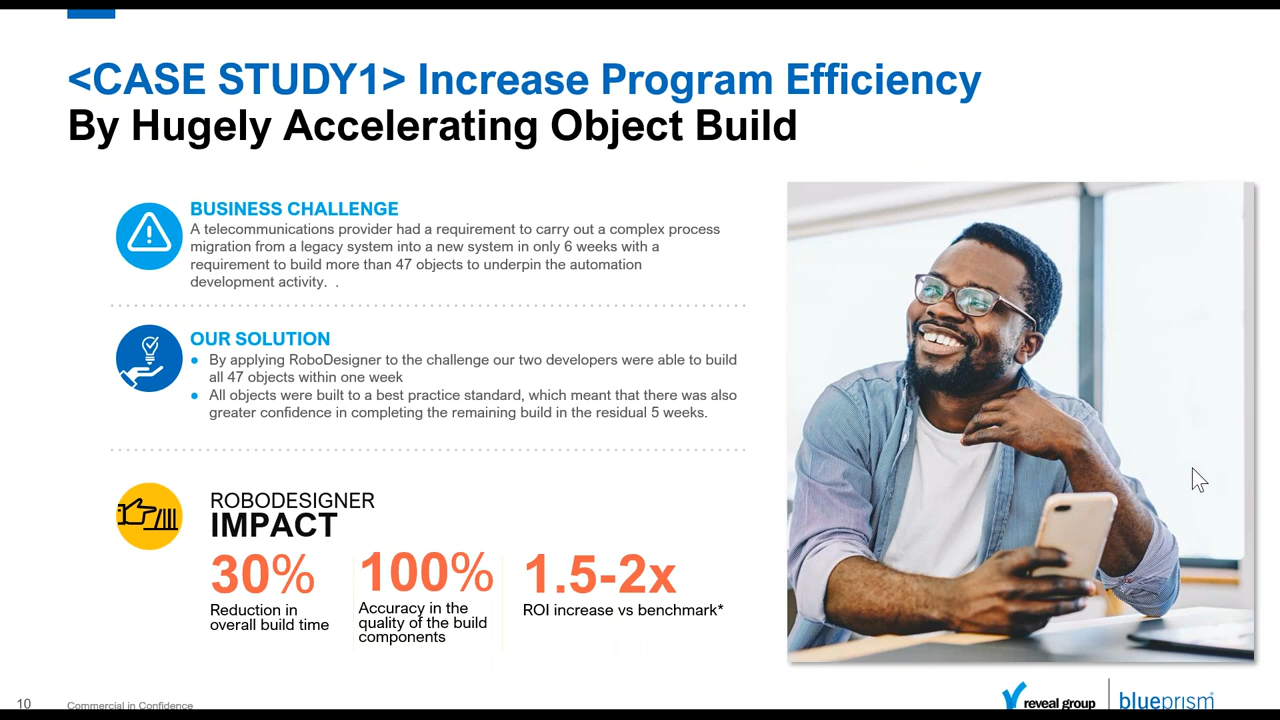 <CASE STUDY1> Increase Program Efficiency
By Hugely Accelerating Object Build
BUSINESS CHALLENGE
A telecommunications provider had a requirement to carry out a complex process
migration from a legacy system into a new system in only 6 weeks with a
requirement to build more than 47 objects to underpin the automation
development activity. .
OUR SOLUTION
● By applying RoboDesigner to the challenge our two developers were able to build
all 47 objects within one week
● All objects were built to a best practice standard, which meant that there was also
greater confidence in completing the remaining build in the residual 5 weeks.
ROBODESIGNER
IMPACT
30%
Reduction in
overall build time
100%
Accuracy in the
quality of the build
components
1.5-2x
ROI increase vs benchmark*
10
Commercial in Confidence
reveal group
blueprism®